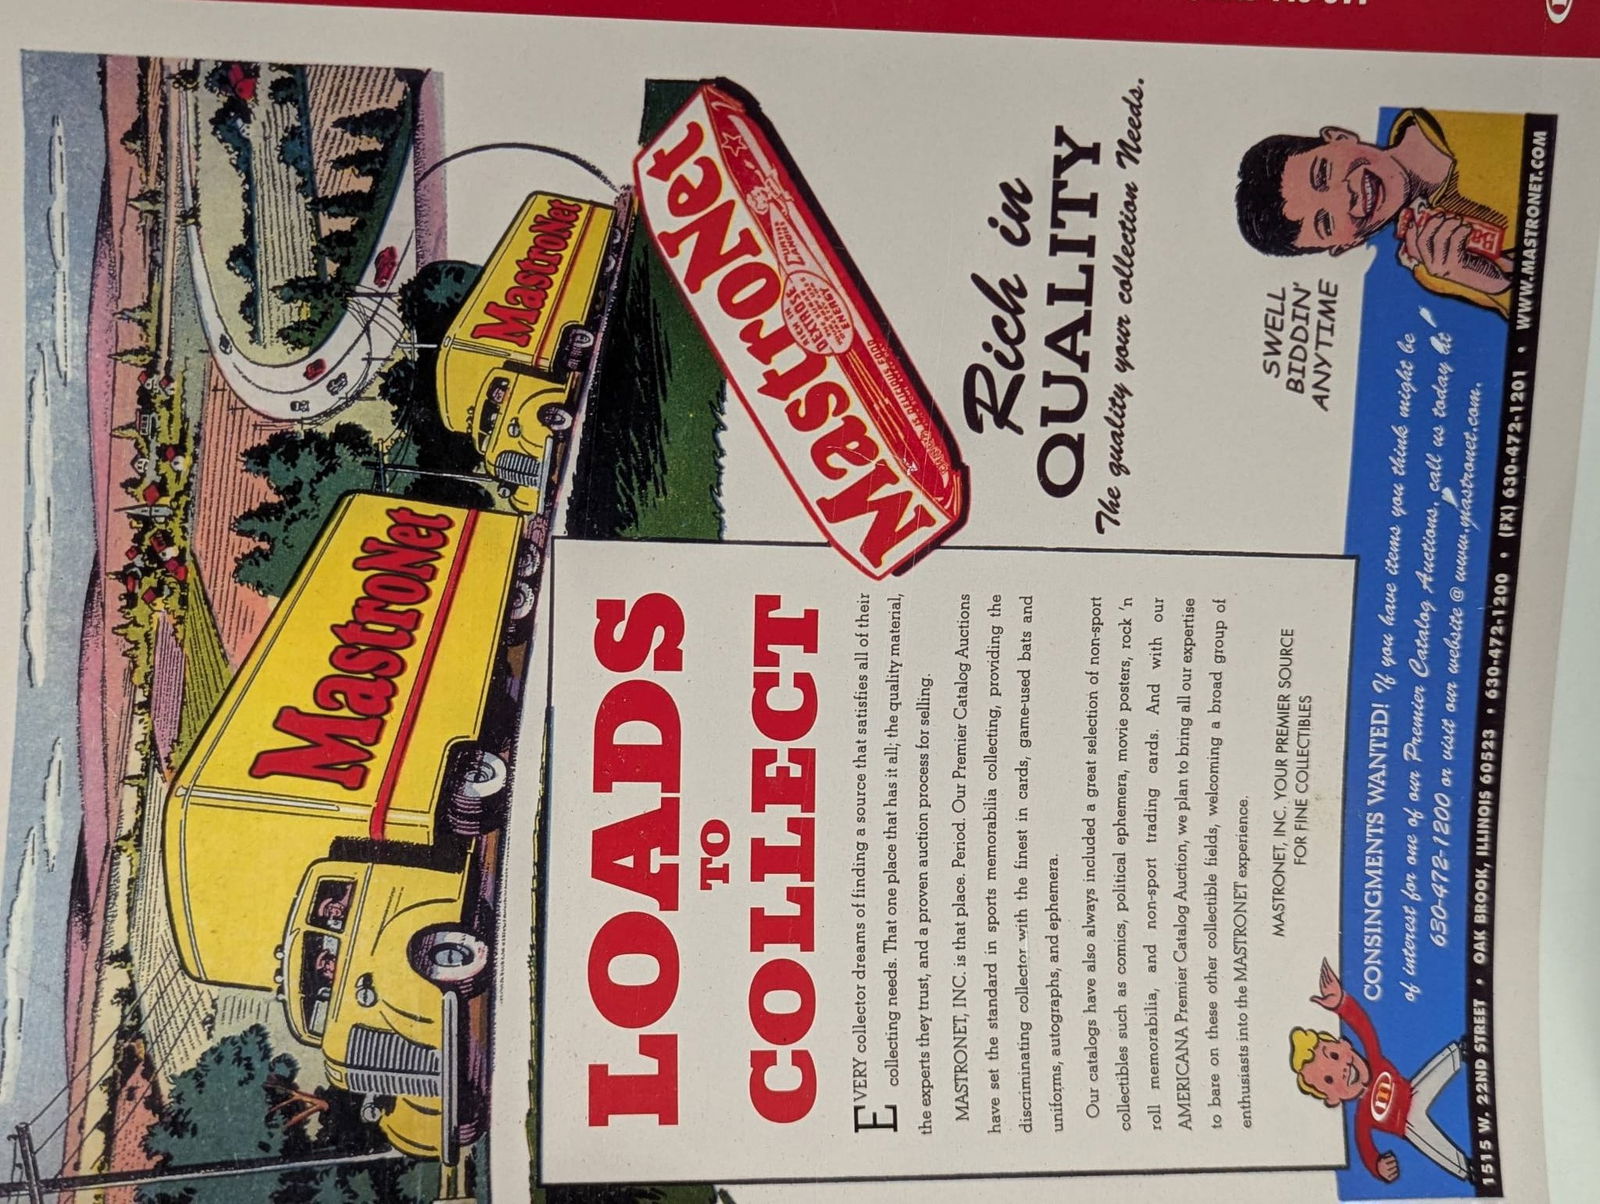 MASTRONET
MASTRONET
MASTRONET
RICH IN
DEXTROSE
ENERGY
CURTISS
CANDIES
LOADS
TO
COLLECT
EVERY collector dreams of finding a source that satisfies all of their
collecting needs. That one place that has it all; the quality material,
the experts they trust, and a proven auction process for selling.
MASTRONET, INC. is that place. Period. Our Premier Catalog Auctions
have set the standard in sports memorabilia collecting, providing the
discriminating collector with the finest in cards, game-used bats and
uniforms, autographs, and ephemera.
Our catalogs have also always included a great selection of non-sport
collectibles such as comics, political ephemera, movie posters, rock 'n
roll memorabilia, and non-sport trading cards. And with our
AMERICANA Premier Catalog Auction, we plan to bring all our expertise
to bare on these other collectible fields, welcoming a broad group of
enthusiasts into the MASTRONET experience.
MASTRONET, INC. YOUR PREMIER SOURCE
FOR FINE COLLECTIBLES
Rich in
QUALITY
The quality your collection Needs.
SWELL
BIDDIN'
ANYTIME
Ba
m
CONSINGMENTS WANTED! If you have items you think might be
of interest for one of our Premier Catalog Auctions, call us today at
630-472-1200 or visit our website @ www.mastronet.com.
1515 W. 22ND STREET • OAK BROOK, ILLINOIS 60523 • 630-472-1200 • (FX) 630-472-1201 • WWW.MASTRONET.COM